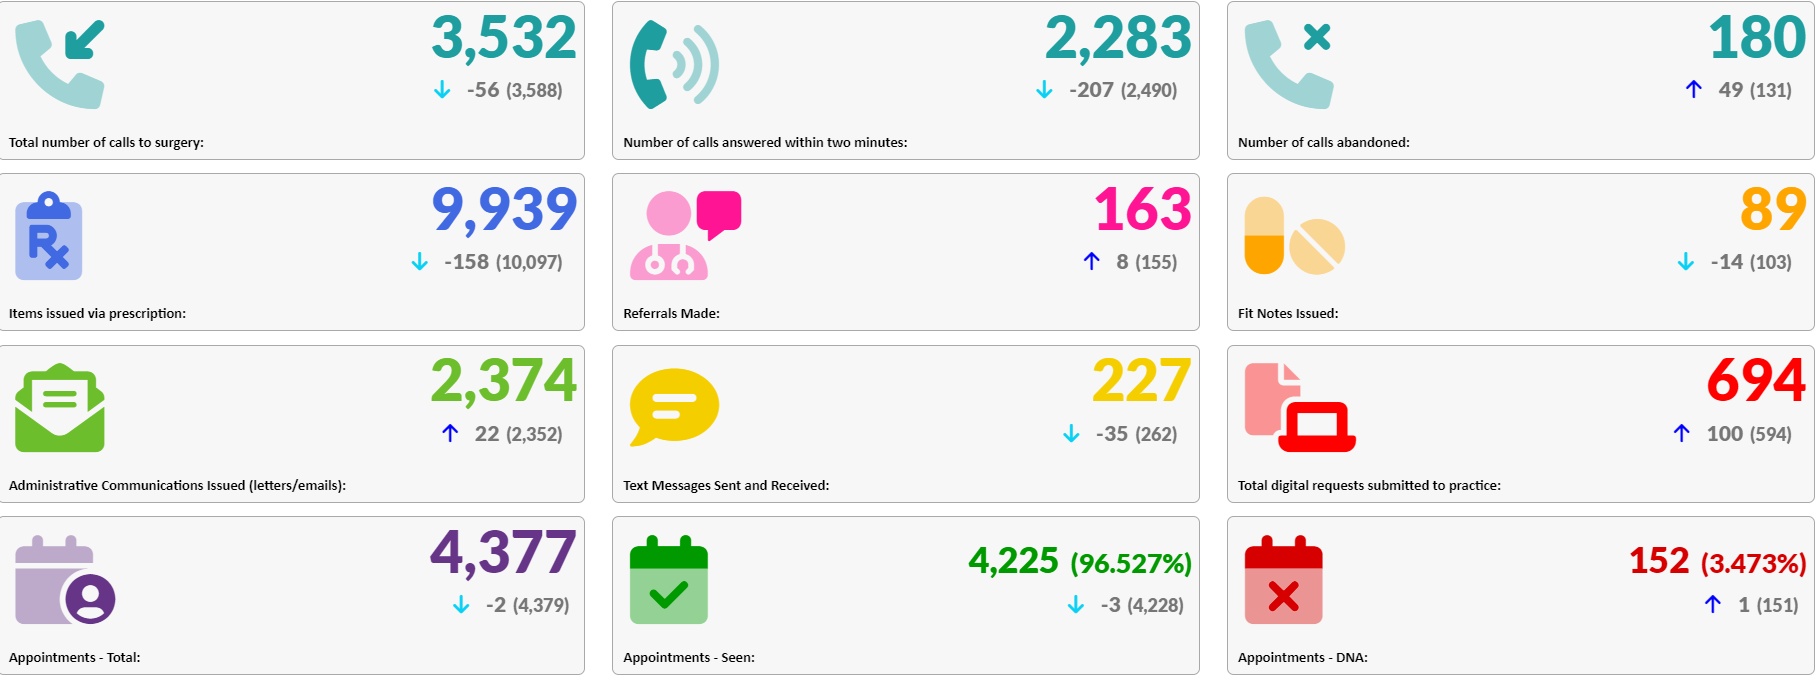 3,532
-56 (3,588)
Total number of calls to surgery:
2,283
-207 (2,490)
Number of calls answered within two minutes:
180
49 (131)
Number of calls abandoned:
9,939
-158 (10,097)
Rx
Items issued via prescription:
163
8 (155)
Referrals Made:
89
-14 (103)
Fit Notes Issued:
2,374
22 (2,352)
Administrative Communications Issued (letters/emails):
227
-35 (262)
Text Messages Sent and Received:
694
100 (594)
Total digital requests submitted to practice:
4,377
-2 (4,379)
Appointments - Total:
4,225 (96.527%)
-3 (4,228)
Appointments - Seen:
152 (3.473%)
1 (151)
Appointments - DNA: